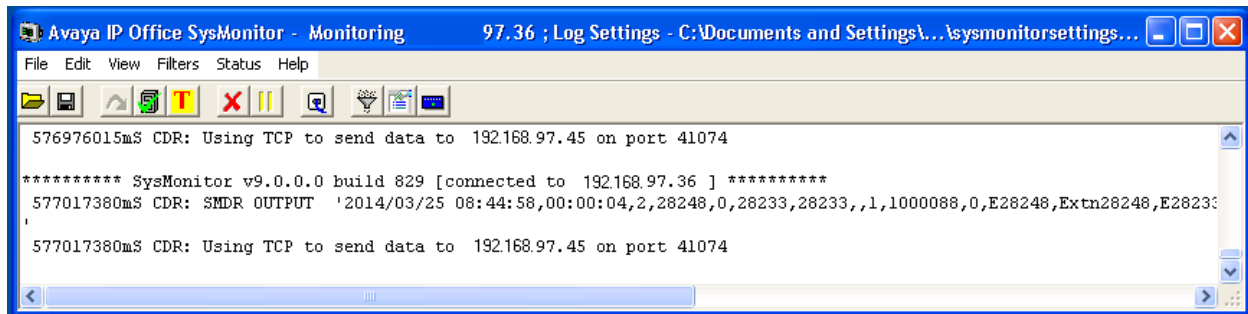 Avaya IP Office SysMonitor - Monitoring 97.36 ; Log Settings - C:\Documents and Settings\...\sysmonitorsettings...
File Edit View Filters Status Help
T
576976015mS CDR: Using TCP to send data to 192.168.97.45 on port 41074
********** SysMonitor v9.0.0.0 build 829 [connected to 192.168.97.36 ] **********
577017380mS CDR: SMDR OUTPUT '2014/03/25 08:44:58,00:00:04,2,28248,0,28233,28233,,1,1000088,0,E28248,Extn28248,E28233
'
577017380mS CDR: Using TCP to send data to 192.168.97.45 on port 41074